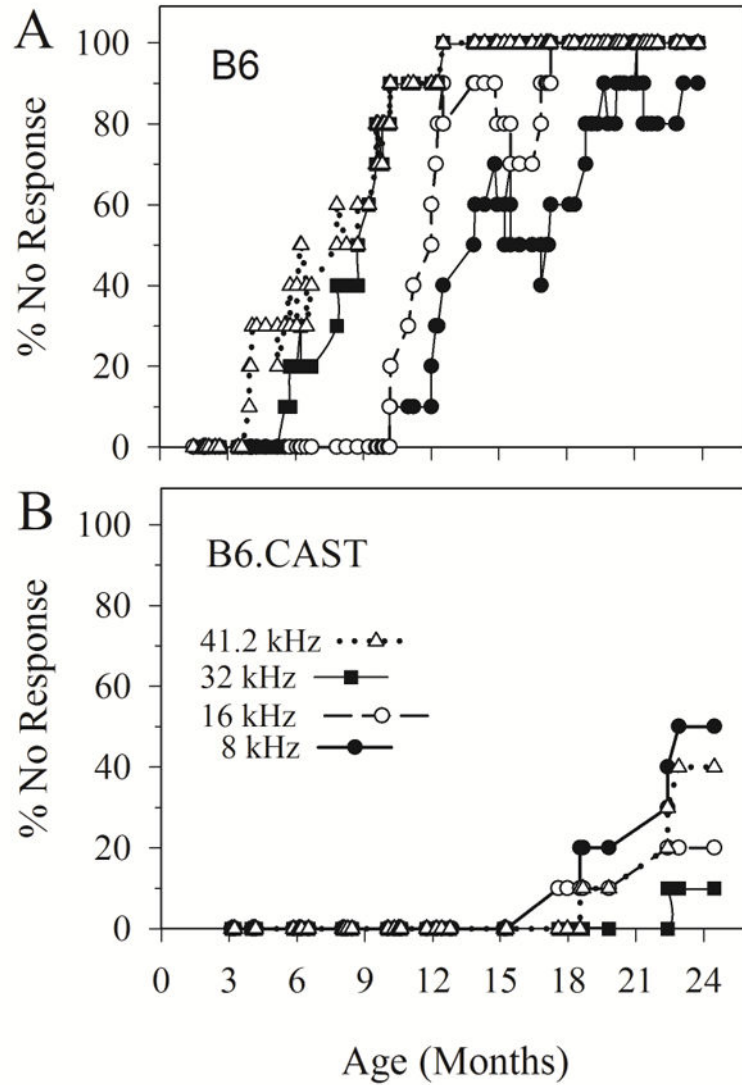 A
B6
% No Response
100
80
60
40
20
0
B
B6.CAST
% No Response
100
80
60
40
20
0
41.2 kHz
32 kHz
16 kHz
8 kHz
0 3 6 9 12 15 18 21 24
Age (Months)